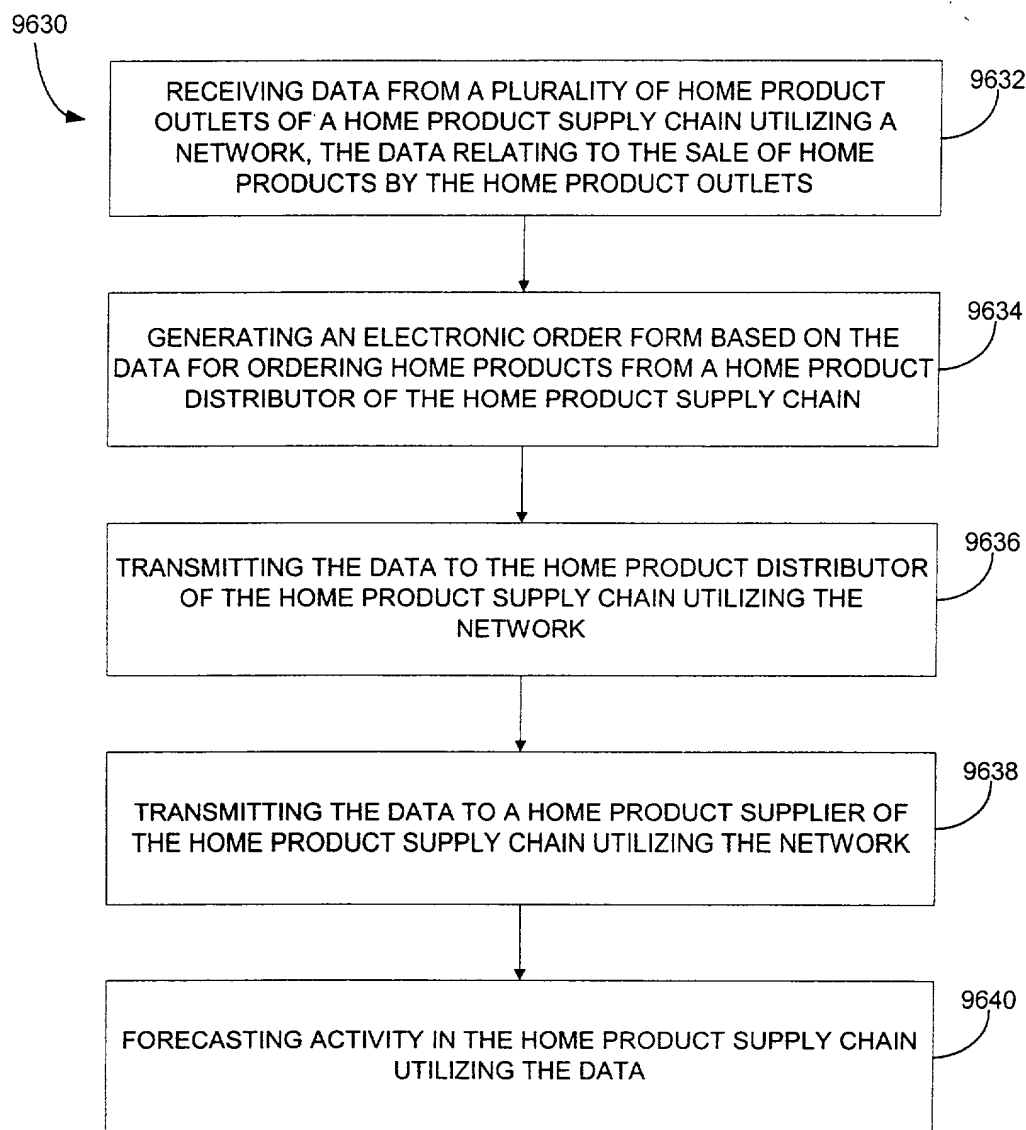 9630
9632
RECEIVING DATA FROM A PLURALITY OF HOME PRODUCT
OUTLETS OF A HOME PRODUCT SUPPLY CHAIN UTILIZING A
NETWORK, THE DATA RELATING TO THE SALE OF HOME
PRODUCTS BY THE HOME PRODUCT OUTLETS
9634
GENERATING AN ELECTRONIC ORDER FORM BASED ON THE
DATA FOR ORDERING HOME PRODUCTS FROM A HOME PRODUCT
DISTRIBUTOR OF THE HOME PRODUCT SUPPLY CHAIN
9636
TRANSMITTING THE DATA TO THE HOME PRODUCT DISTRIBUTOR
OF THE HOME PRODUCT SUPPLY CHAIN UTILIZING THE
NETWORK
9638
TRANSMITTING THE DATA TO A HOME PRODUCT SUPPLIER OF
THE HOME PRODUCT SUPPLY CHAIN UTILIZING THE NETWORK
9640
FORECASTING ACTIVITY IN THE HOME PRODUCT SUPPLY CHAIN
UTILIZING THE DATA